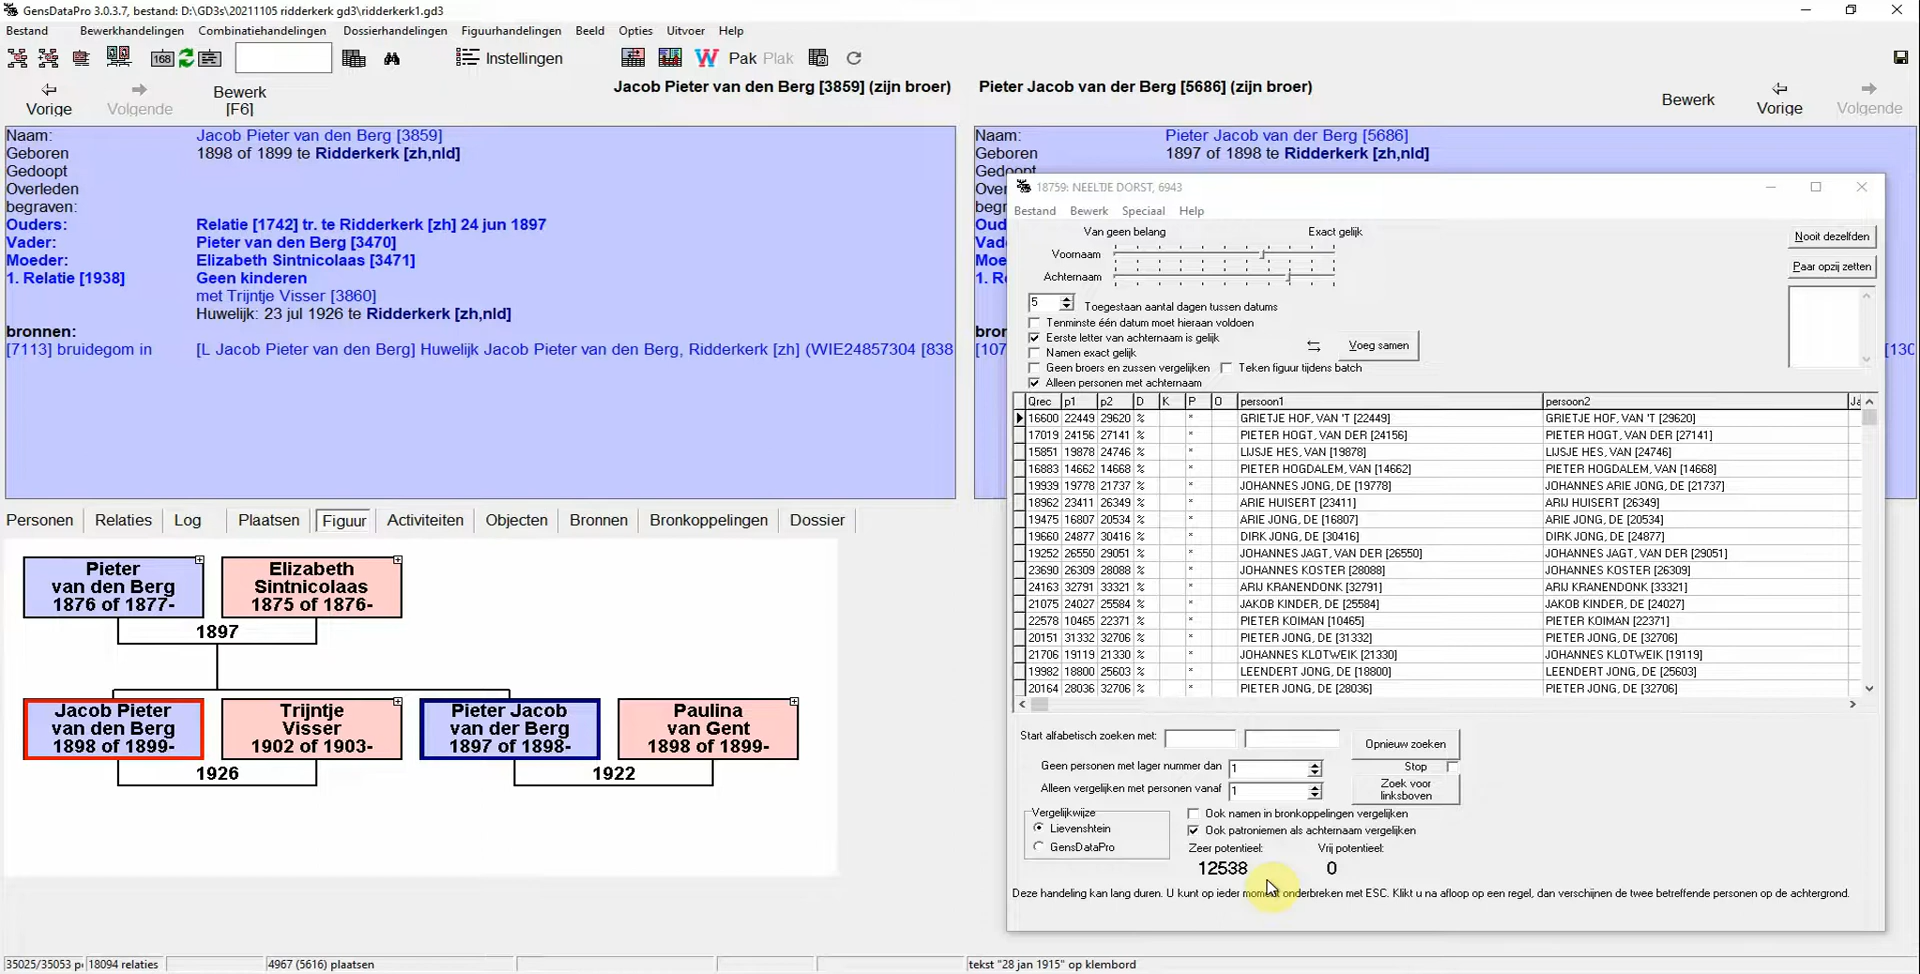 GensDataPro 3.0.3.7, bestand: D:\GD3s\20211105 ridderkerk gd3\ridderkerk1.gd3
Bestand Bewerkhandelingen Combinatiehandelingen Dossierhandelingen Figuurhandelingen Beeld Opties Uitvoer Help
168 Instellingen W Pak Plak
Vorige Volgende Bewerk [F6] Jacob Pieter van den Berg [3859] (zijn broer)
Pieter Jacob van der Berg [5686] (zijn broer) Bewerk Vorige Volgende
Naam: Jacob Pieter van den Berg [3859]
Geboren 1898 of 1899 te Ridderkerk [zh,nld]
Gedoopt
Overleden
begraven:
Ouders: Relatie [1742] tr. te Ridderkerk [zh] 24 jun 1897
Vader: Pieter van den Berg [3470]
Moeder: Elizabeth Sintnicolaas [3471]
1. Relatie [1938] Geen kinderen
met Trijntje Visser [3860]
Huwelijk: 23 jul 1926 te Ridderkerk [zh,nld]
bronnen:
[7113] bruidegom in [L Jacob Pieter van den Berg] Huwelijk Jacob Pieter van den Berg, Ridderkerk [zh] (WIE24857304 [838
Naam: Pieter Jacob van der Berg [5686]
Geboren 1897 of 1898 te Ridderkerk [zh,nld]
Gedoopt
Over
begr
Oud
Vade
Moe
1. Re
bron
[107
[130
Personen Relaties Log Plaatsen Figuur Activiteiten Objecten Bronnen Bronkoppelingen Dossier
Pieter
van den Berg
1876 of 1877-
Elizabeth
Sintnicolaas
1875 of 1876-
1897
Jacob Pieter
van den Berg
1898 of 1899-
Trijntje
Visser
1902 of 1903-
Pieter Jacob
van der Berg
1897 of 1898-
Paulina
van Gent
1898 of 1899-
1926
1922
18759: NEELTJE DORST, 6943
Bestand Bewerk Speciaal Help
Van geen belang Exact gelijk
Voornaam
Achternaam
Nooit dezelfden
Paar opzij zetten
5 Toegestaan aantal dagen tussen datums
Tenminste één datum moet hieraan voldoen
Eerste letter van achternaam is gelijk
Namen exact gelijk
Voeg samen
Geen broers en zussen vergelijken Teken figuur tijdens batch
Alleen personen met achternaam
Qrec p1 p2 D K P O persoon1 persoon2 Ja
16600 22449 29620 % * GRIETJE HOF, VAN 'T [22449] GRIETJE HOF, VAN 'T [29620]
17019 24156 27141 % * PIETER HOGT, VAN DER [24156] PIETER HOGT, VAN DER [27141]
15851 19878 24746 % * LIJSJE HES, VAN [19878] LIJSJE HES, VAN [24746]
16883 14662 14668 % * PIETER HOGDALEM, VAN [14662] PIETER HOGDALEM, VAN [14668]
19939 19778 21737 % * JOHANNES JONG, DE [19778] JOHANNES ARIE JONG, DE [21737]
18962 23411 26349 % * ARIE HUISERT [23411] ARIJ HUISERT [26349]
19475 16807 20534 % * ARIE JONG, DE [16807] ARIE JONG, DE [20534]
19660 24877 30416 % * DIRK JONG, DE [30416] DIRK JONG, DE [24877]
19252 26550 29051 % * JOHANNES JAGT, VAN DER [26550] JOHANNES JAGT, VAN DER [29051]
23690 26309 28088 % * JOHANNES KOSTER [28088] JOHANNES KOSTER [26309]
24163 32791 33321 % * ARIJ KRANENDONK [32791] ARIJ KRANENDONK [33321]
21075 24027 25584 % * JAKOB KINDER, DE [25584] JAKOB KINDER, DE [24027]
22578 10465 22371 % * PIETER KOIMAN [10465] PIETER KOIMAN [22371]
20151 31332 32706 % * PIETER JONG, DE [31332] PIETER JONG, DE [32706]
21706 19119 21330 % * JOHANNES KLOTWEIK [21330] JOHANNES KLOTWEIK [19119]
19982 18800 25603 % * LEENDERT JONG, DE [18800] LEENDERT JONG, DE [25603]
20164 28036 32706 % * PIETER JONG, DE [28036] PIETER JONG, DE [32706]
Start alfabetisch zoeken met: Opnieuw zoeken
Geen personen met lager nummer dan 1 Stop
Alleen vergelijken met personen vanaf 1 Zoek voor linksboven
Vergelijkwijze
Lievenshtein
GensDataPro
Ook namen in bronkoppelingen vergelijken
Ook patroniemen als achternaam vergelijken
Zeer potentieel: Vrij potentieel:
12538 0
Deze handeling kan lang duren. U kunt op ieder moment onderbreken met ESC. Klikt u na afloop op een regel, dan verschijnen de twee betreffende personen op de achtergrond.
35025/35053 p 18094 relaties 4967 (5616) plaatsen tekst "28 jan 1915" op klembord